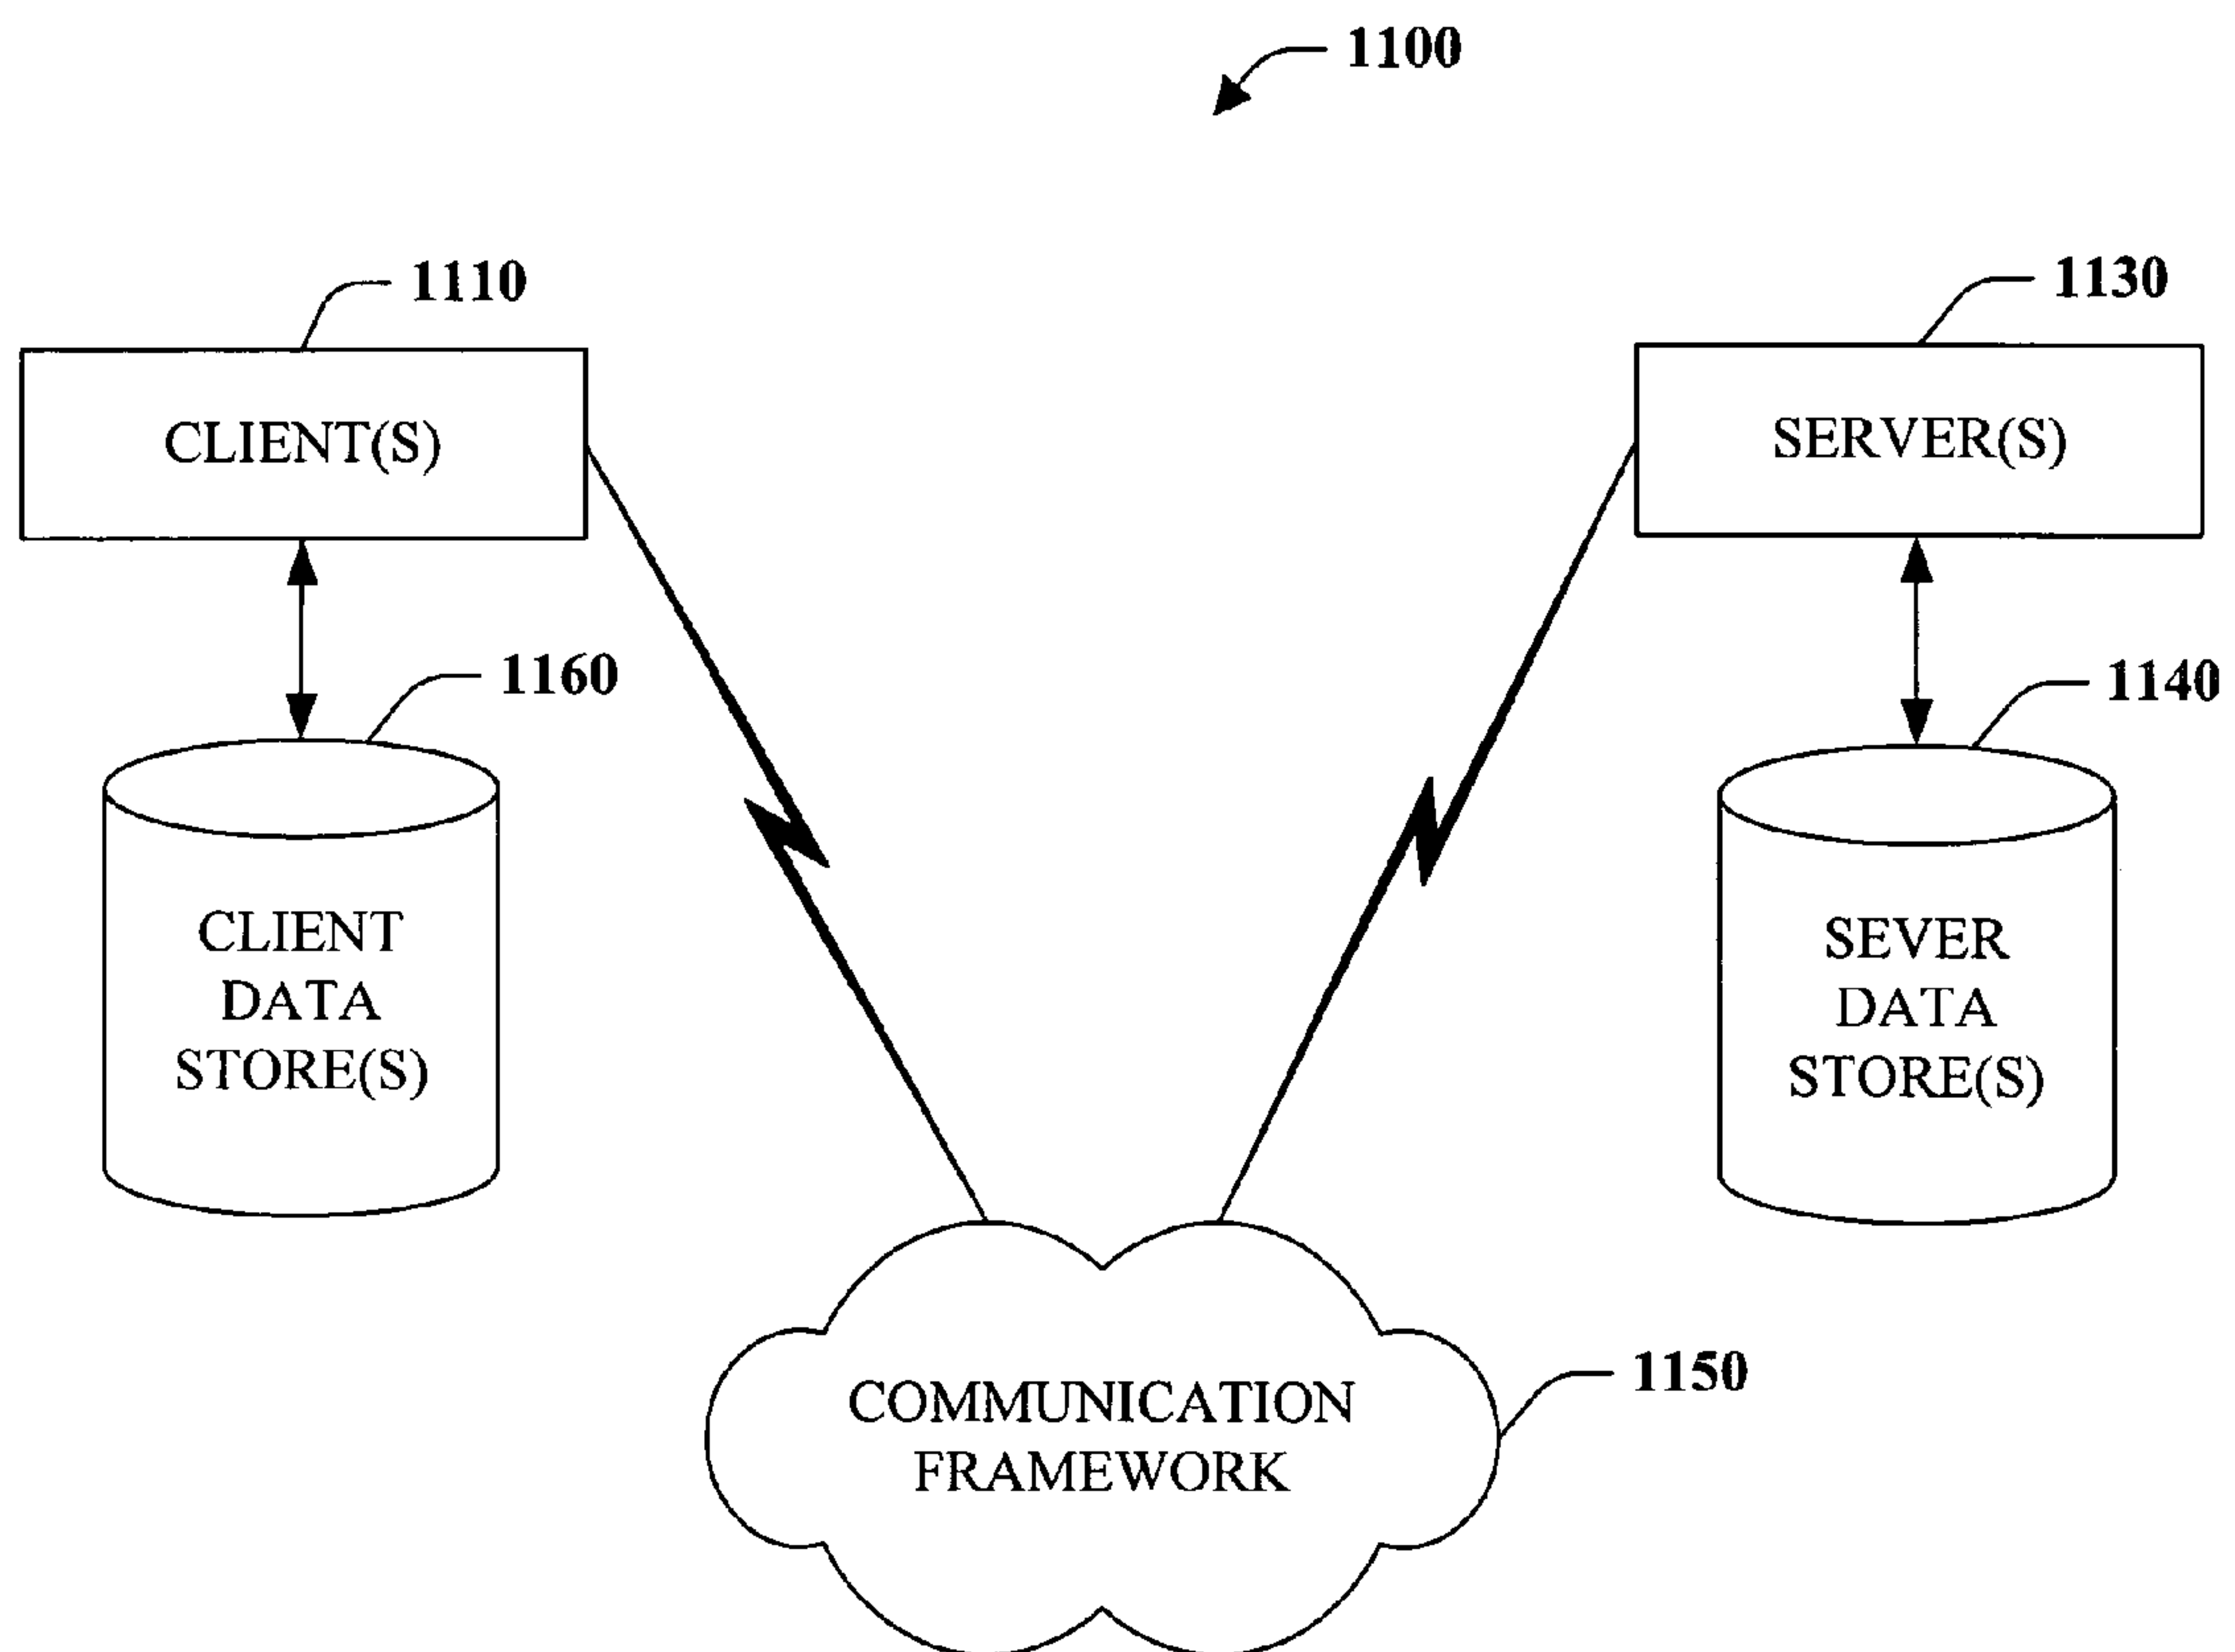 1100
1110
1130
CLIENT(S)
SERVER(S)
1160
1140
CLIENT
DATA
STORE(S)
SEVER
DATA
STORE(S)
1150
COMMUNICATION
FRAMEWORK